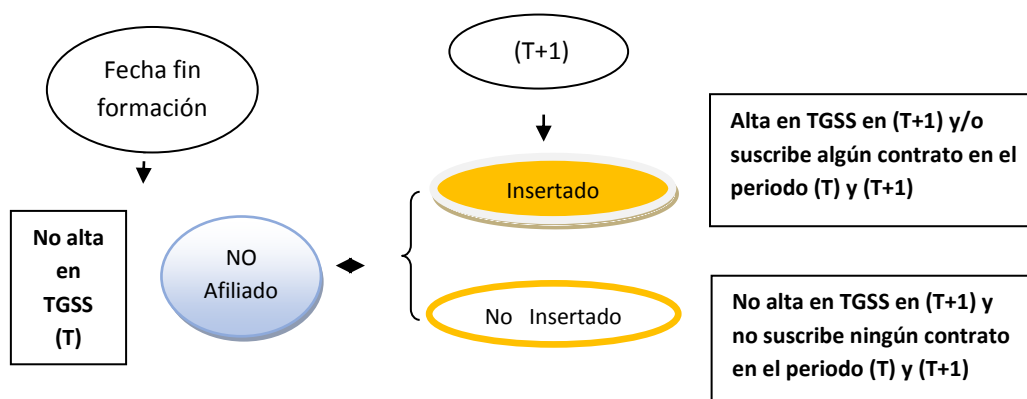 Fecha fin
formación
(T+1)
No alta
en
TGSS
(T)
NO
Afiliado
Insertado
No Insertado
Alta en TGSS en (T+1) y/o
suscribe algún contrato en el
periodo (T) y (T+1)
No alta en TGSS en (T+1) y
no suscribe ningún contrato
en el periodo (T) y (T+1)